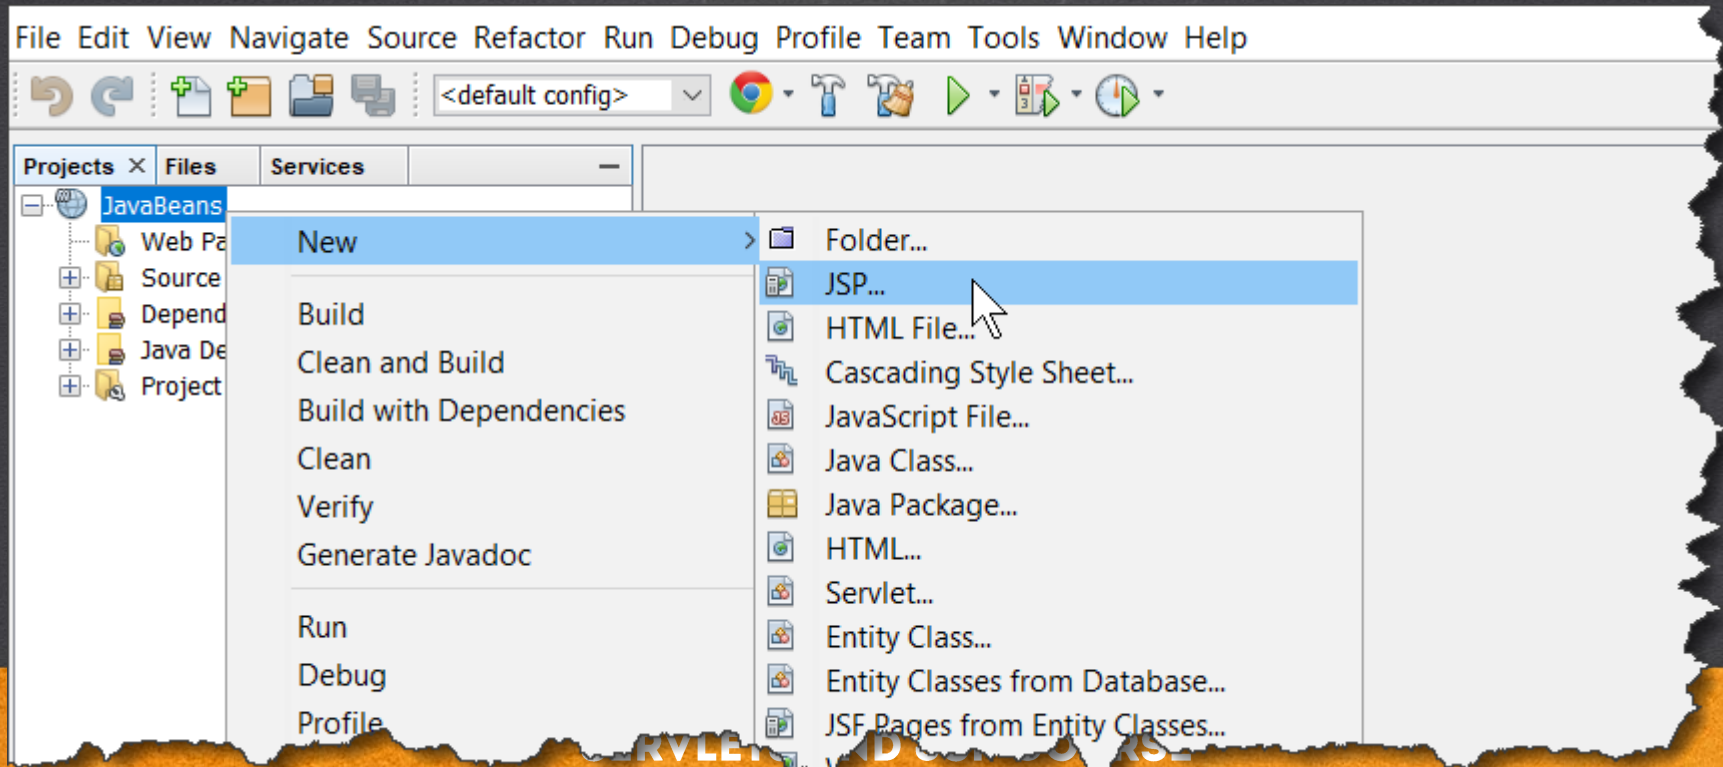 File Edit View Navigate Source Refactor Run Debug Profile Team Tools Window Help
<default config>
Projects Files Services
JavaBeans
Web Pa
Source
Depend
Java De
Project
New
Build
Clean and Build
Build with Dependencies
Clean
Verify
Generate Javadoc
Run
Debug
Profile
Folder...
JSP...
HTML File...
Cascading Style Sheet...
JavaScript File...
Java Class...
Java Package...
HTML...
Servlet...
Entity Class...
Entity Classes from Database...
JSF Pages from Entity Classes...